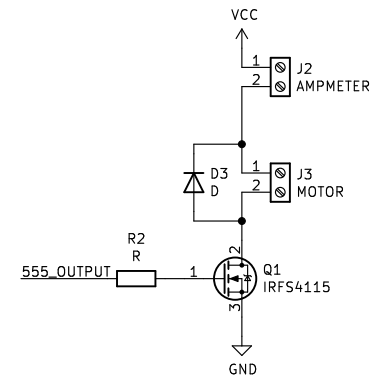 VCC
1
J2
2
AMPMETER
D3
D
1
J3
2
MOTOR
R2
R
2
Q1
555_OUTPUT
1
IRFS4115
3
GND